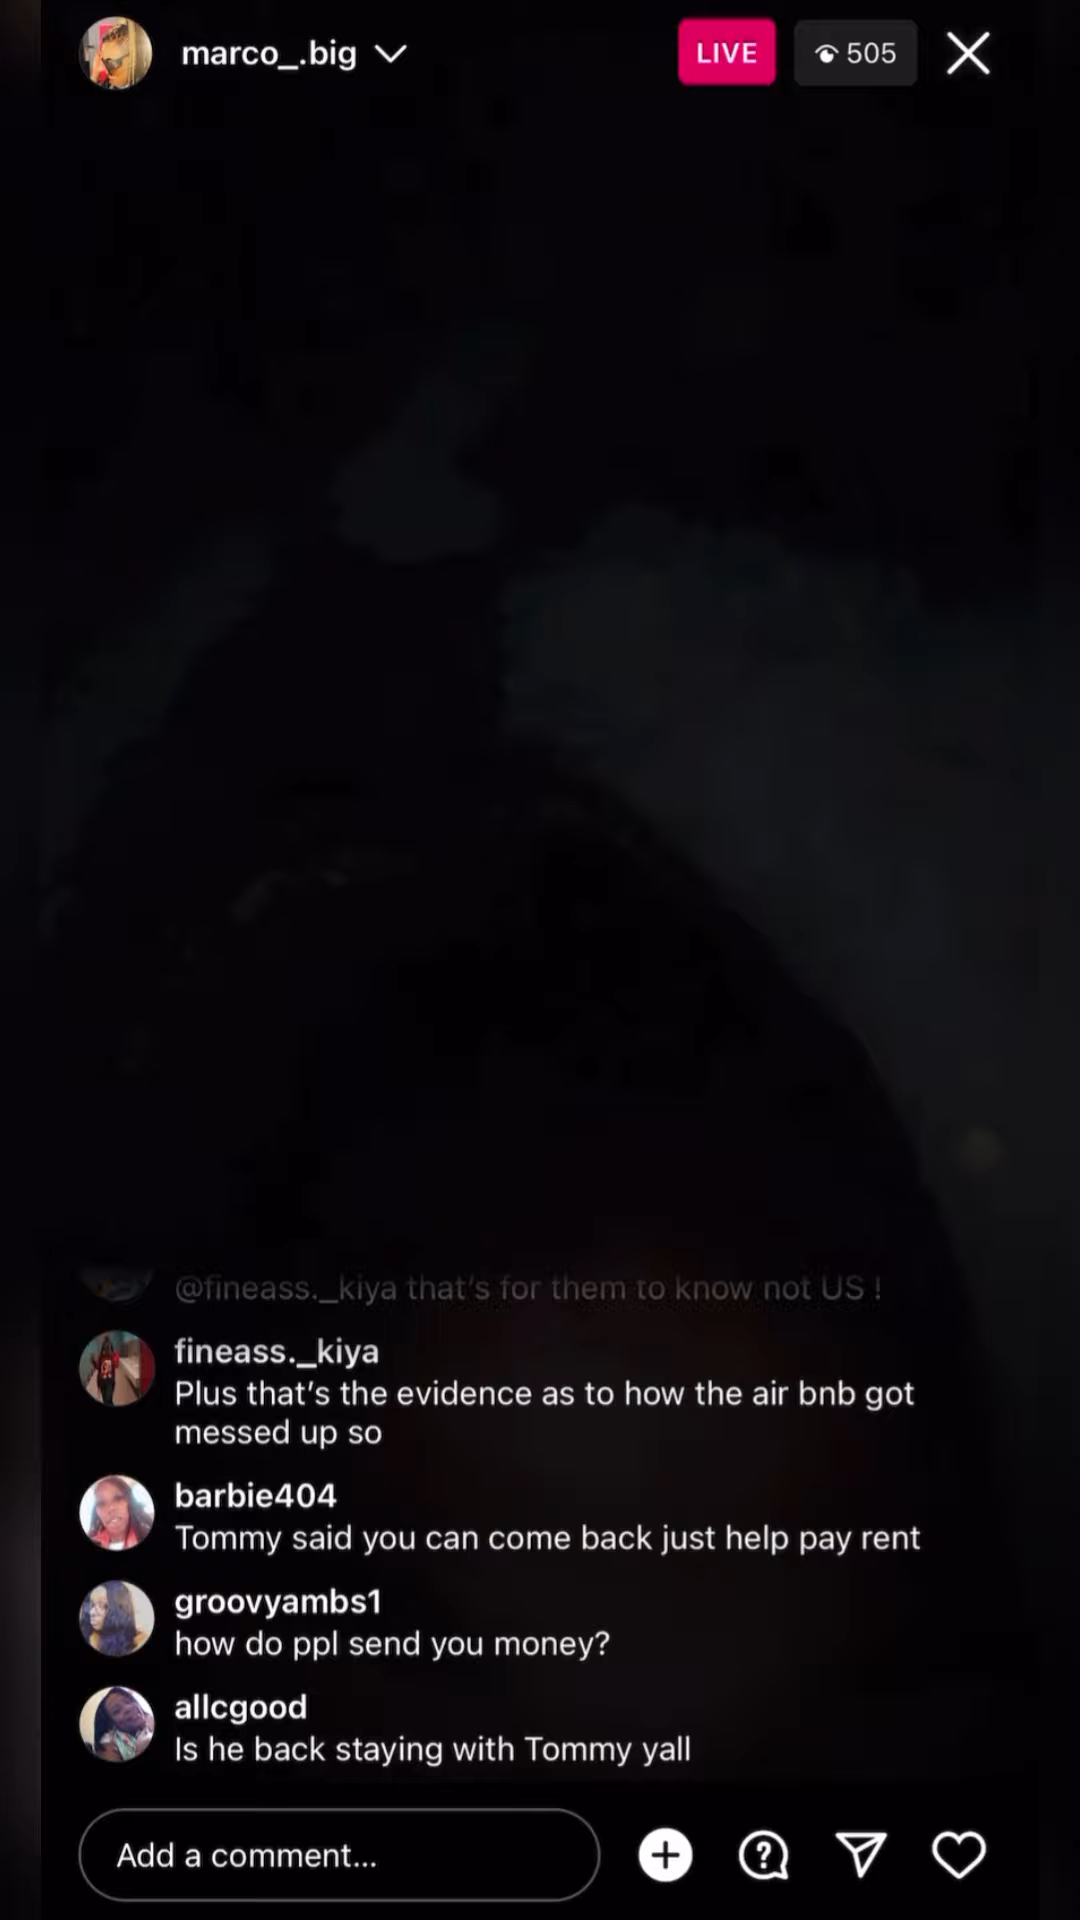 marco_.big
LIVE
505
@fineass._kiya that's for them to know not US !
fineass._kiya
Plus that's the evidence as to how the air bnb got
messed up so
barbie404
Tommy said you can come back just help pay rent
groovyambs1
how do ppl send you money?
allcgood
Is he back staying with Tommy yall
Add a comment...